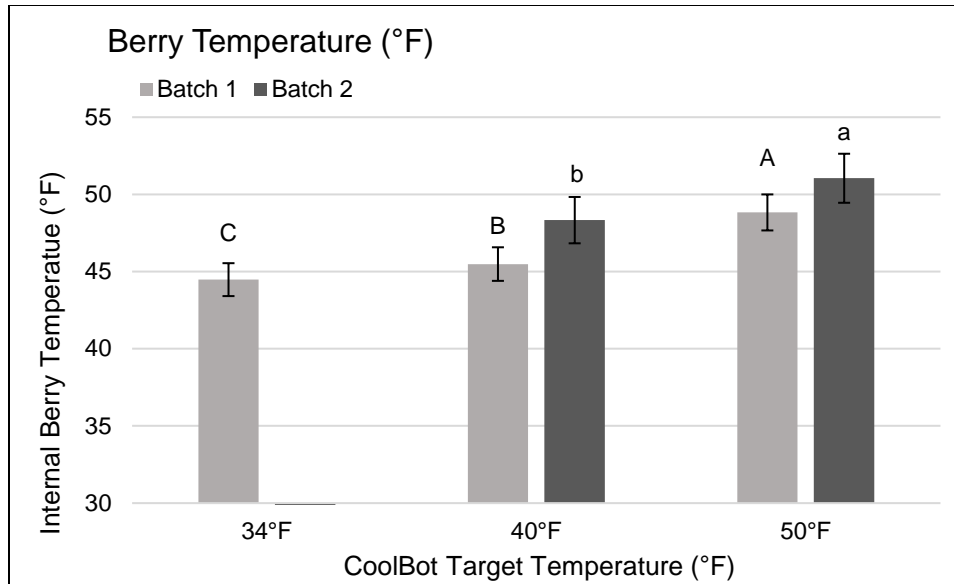 Berry Temperature (°F)
Batch 1 Batch 2
55
50
45
40
35
30
C
B
b
A
a
34°F 40°F 50°F
Internal Berry Temperatue (°F)
CoolBot Target Temperature (°F)